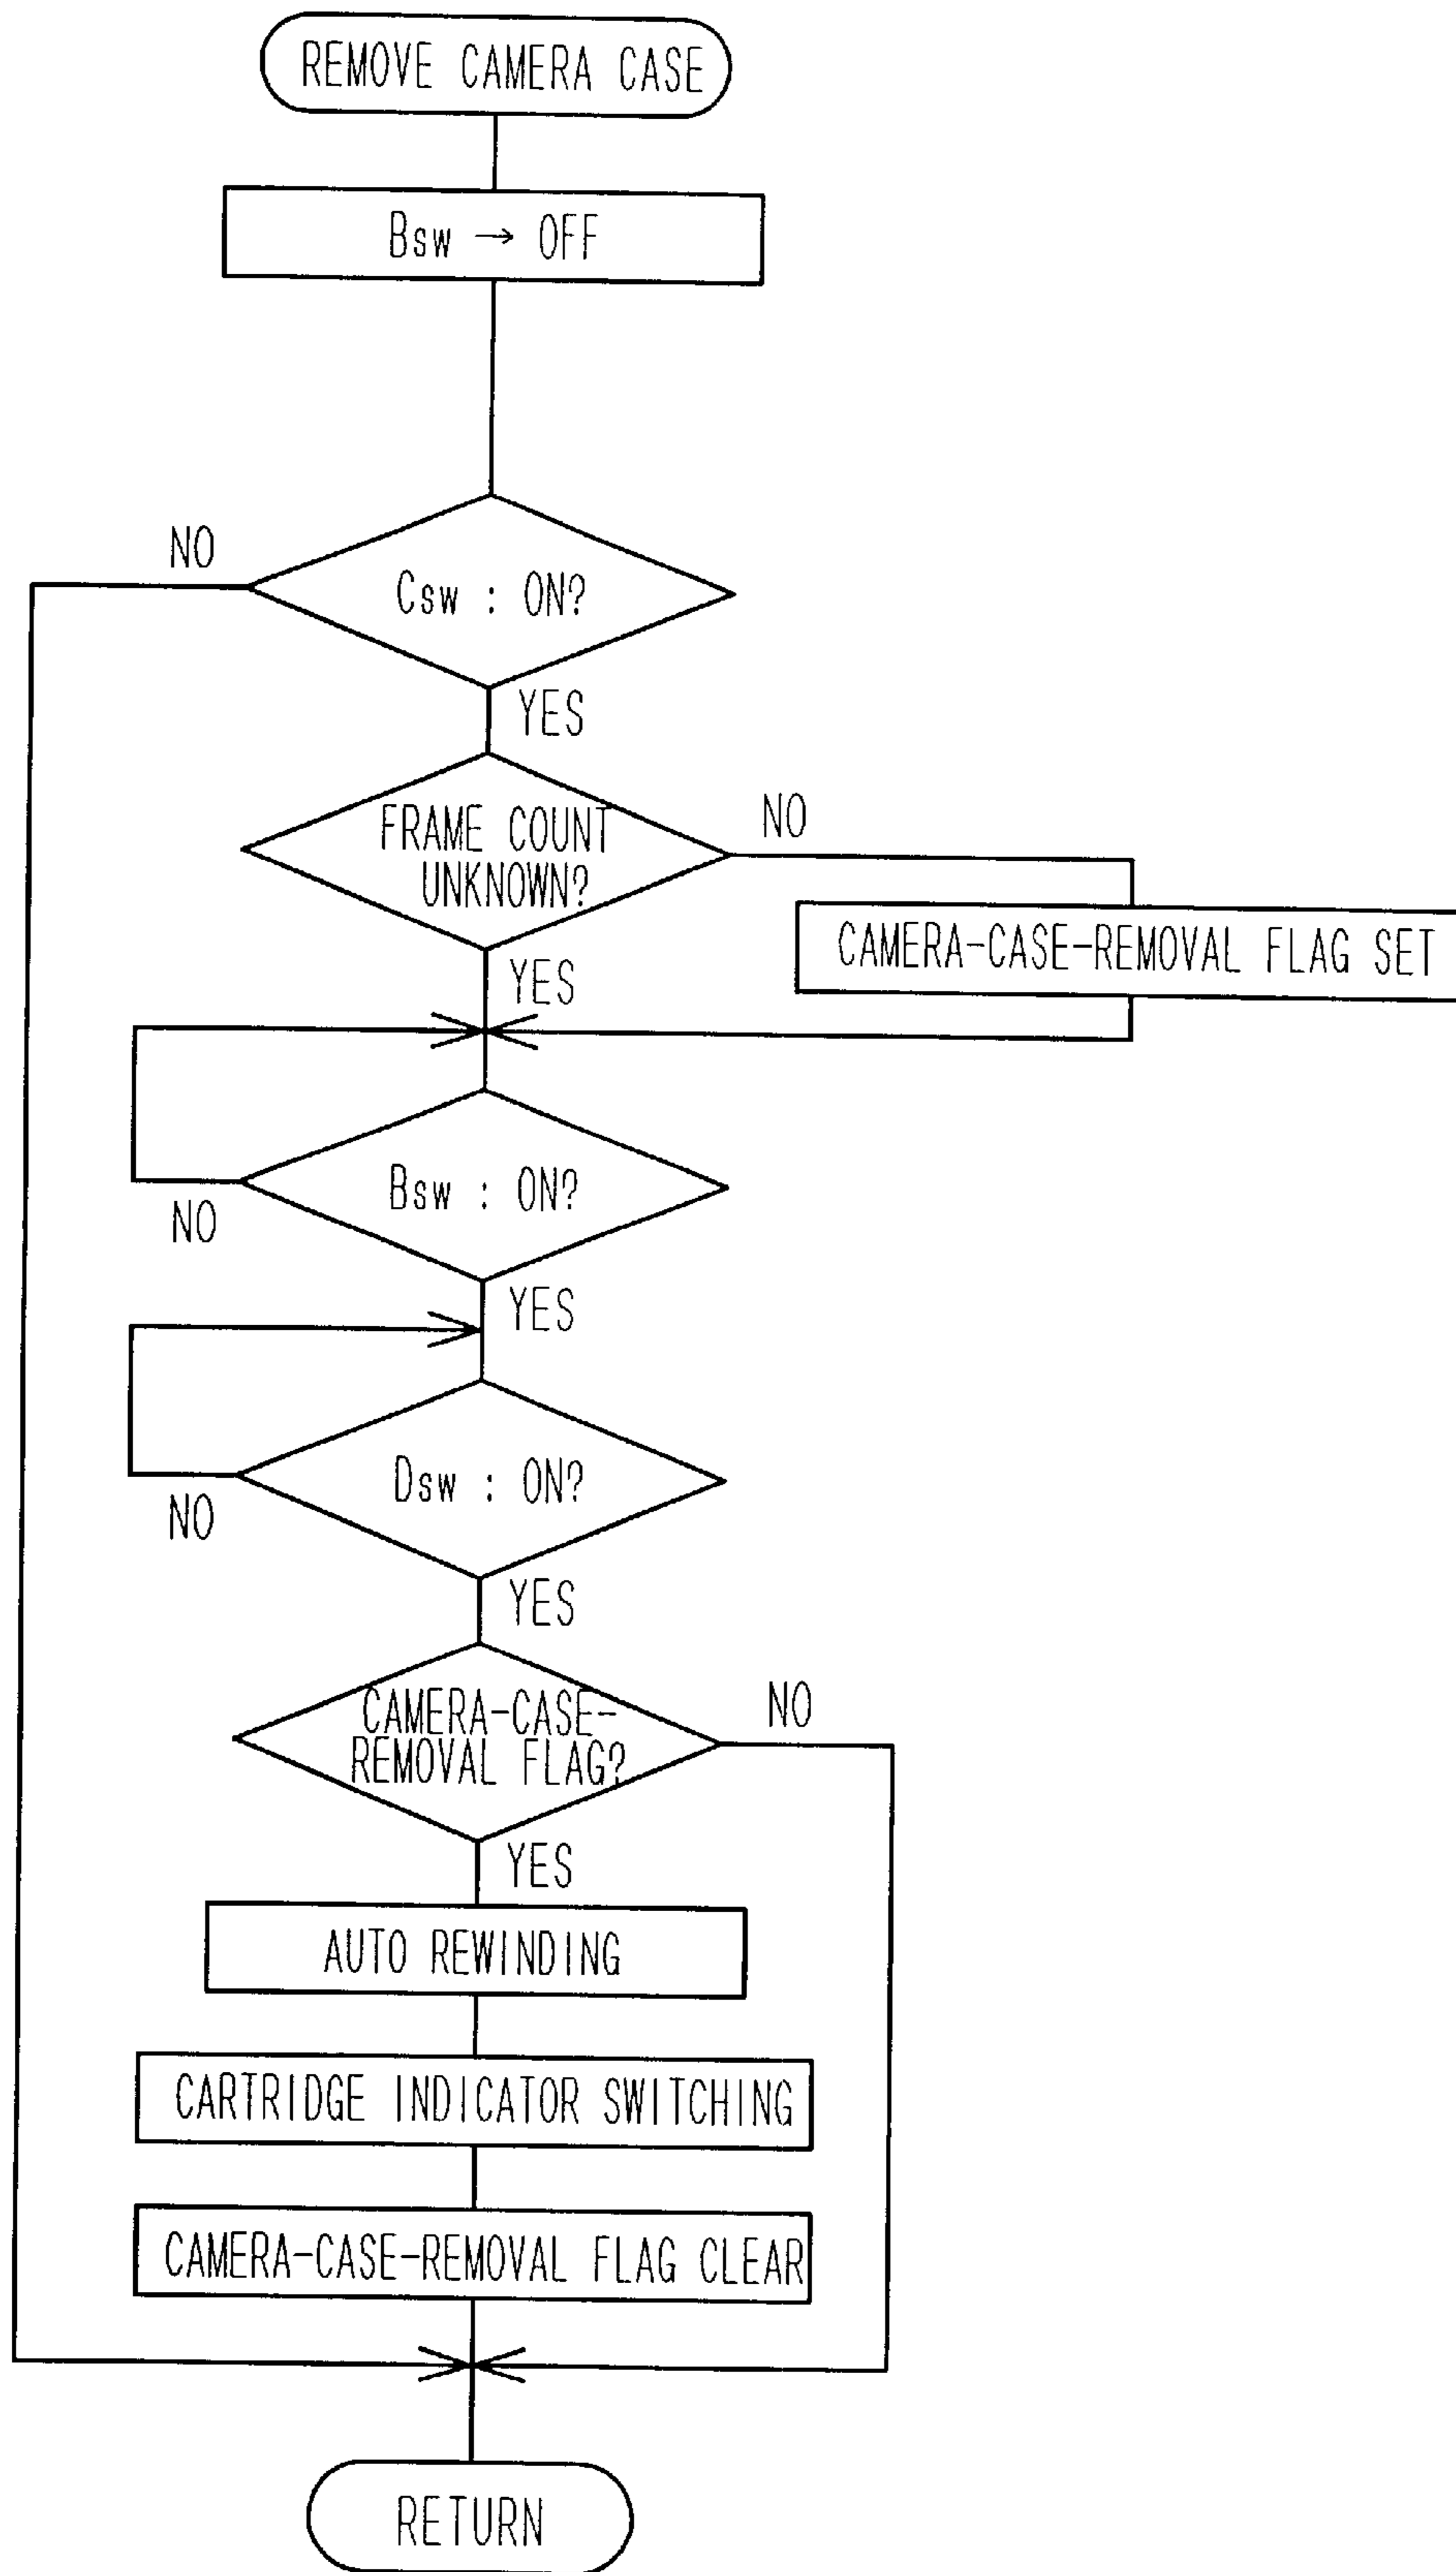 REMOVE CAMERA CASE
Bsw → OFF
NO
Csw : ON?
YES
FRAME COUNT
UNKNOWN?
NO
CAMERA-CASE-REMOVAL FLAG SET
YES
Bsw : ON?
NO
YES
Dsw : ON?
NO
YES
CAMERA-CASE-
REMOVAL FLAG?
NO
YES
AUTO REWINDING
CARTRIDGE INDICATOR SWITCHING
CAMERA-CASE-REMOVAL FLAG CLEAR
RETURN